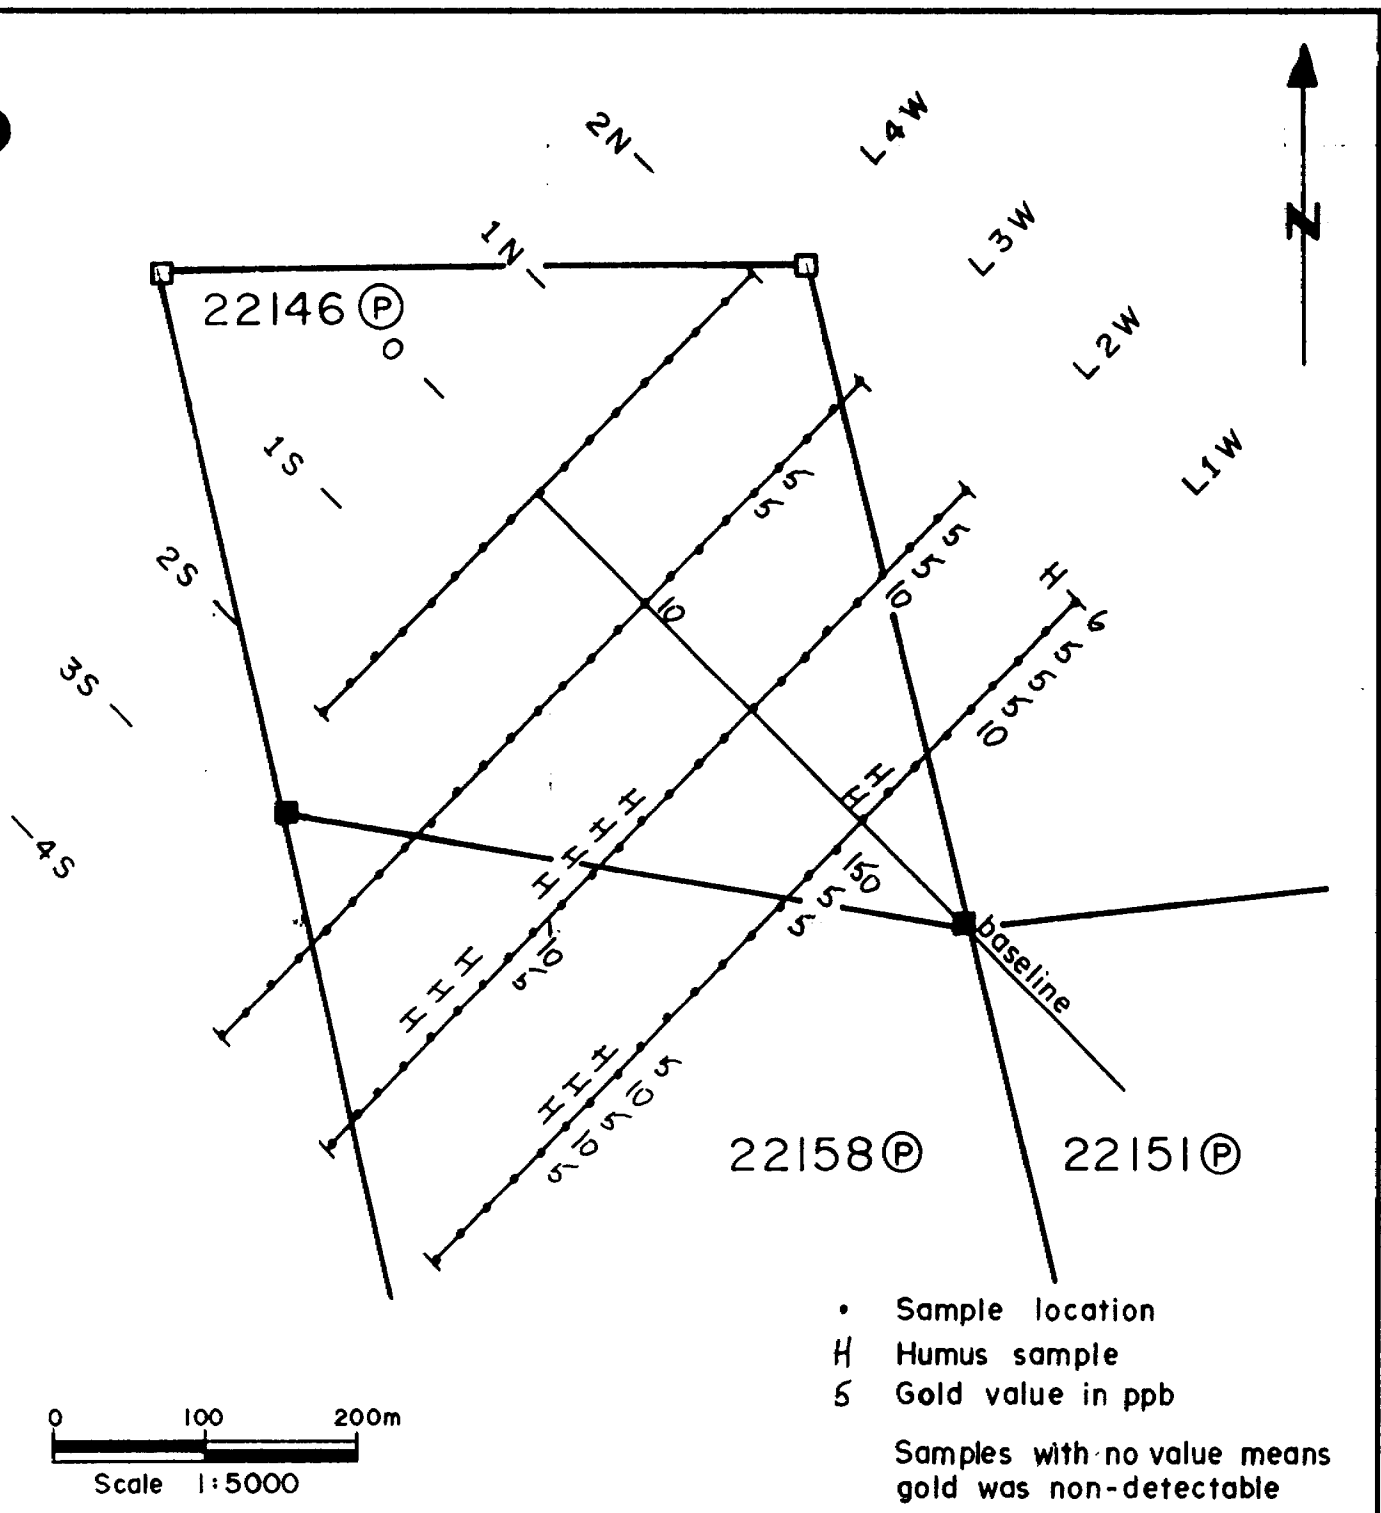 2N
L4W
1N
L3W
N
22146 P
0
L2W
1S
5
5
L1W
2S
5
5
10
H
10
6
3S
5
5
5
10
H
H
4S
H
H
H
H
150
5
5
7
10
5
baseline
H
H
H
H
H
H
5
10
5
10
5
22158 P
22151 P
• Sample location
H Humus sample
5 Gold value in ppb
0 100 200m
Scale 1:5000
Samples with no value means
gold was non-detectable